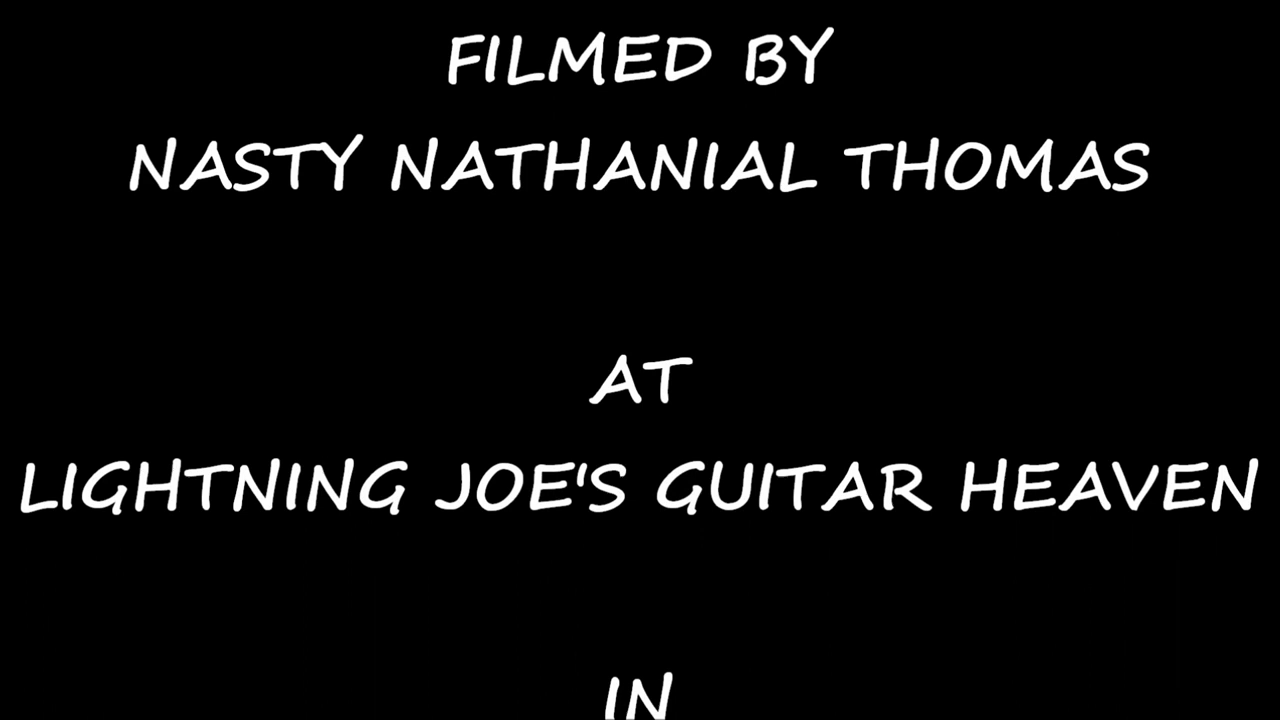 FILMED BY
NASTY NATHANIAL THOMAS
AT
LIGHTNING JOE'S GUITAR HEAVEN
IN